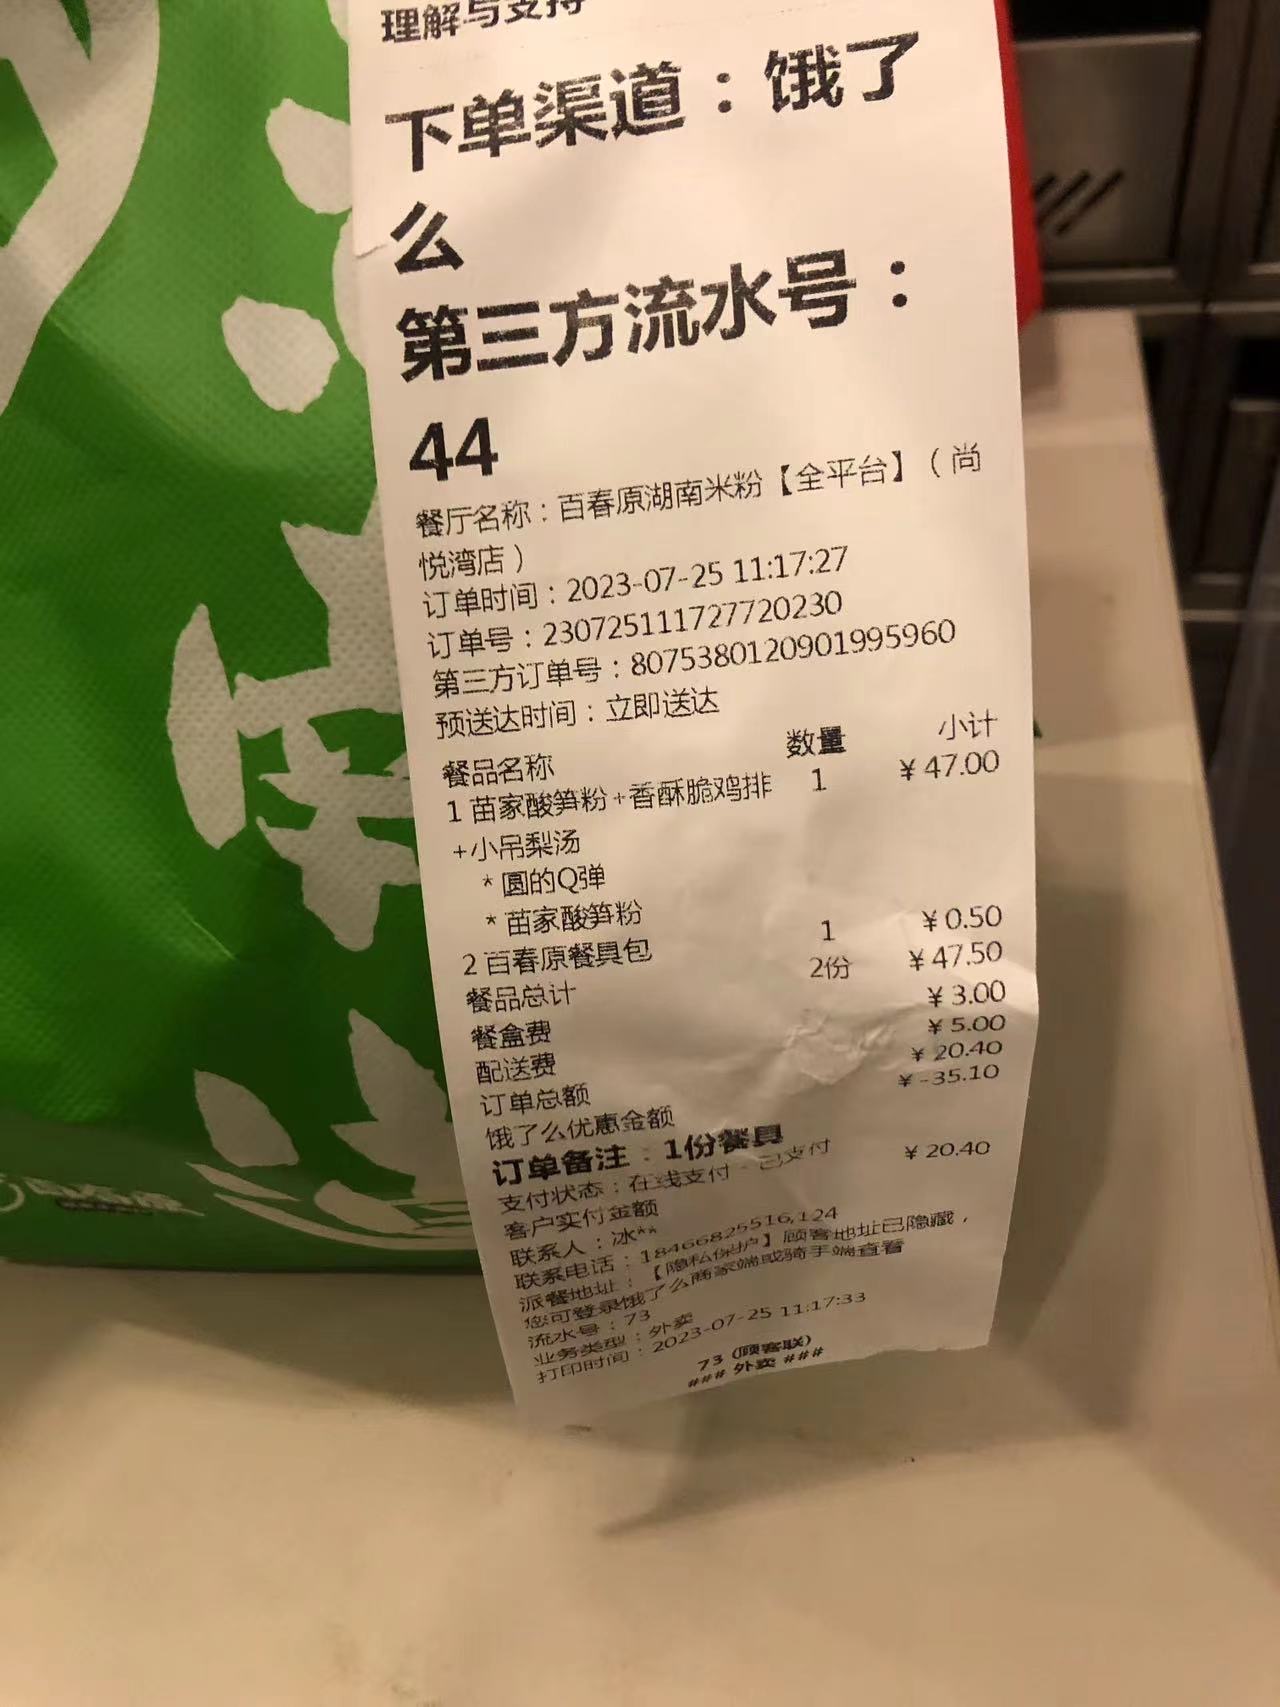 理解与支持
下单渠道：饿了
么
第三方流水号：
44
餐厅名称：百春原湖南米粉【全平台】（尚
悦湾店）
订单时间：2023-07-25 11:17:27
订单号：230725111727720230
第三方订单号：8075380120901995960
预送达时间：立即送达
餐品名称 数量 小计
1 苗家酸笋粉+香酥脆鸡排 1 ￥47.00
+小吊梨汤
* 圆的Q弹
* 苗家酸笋粉
2 百春原餐具包 1 ￥0.50
餐品总计 2份 ￥47.50
餐盒费 ￥3.00
配送费 ￥5.00
订单总额 ￥20.40
饿了么优惠金额 ￥-35.10
订单备注：1份餐具
支付状态：在线支付 - 已支付
客户实付金额 ￥20.40
联系人：冰**
联系电话：18466825516,124
派餐地址：【隐私保护】顾客地址已隐藏，
您可登录饿了么商家端或骑手端查看
流水号：73
业务类型：外卖
打印时间：2023-07-25 11:17:33
73 (顾客联)
### 外卖 ###